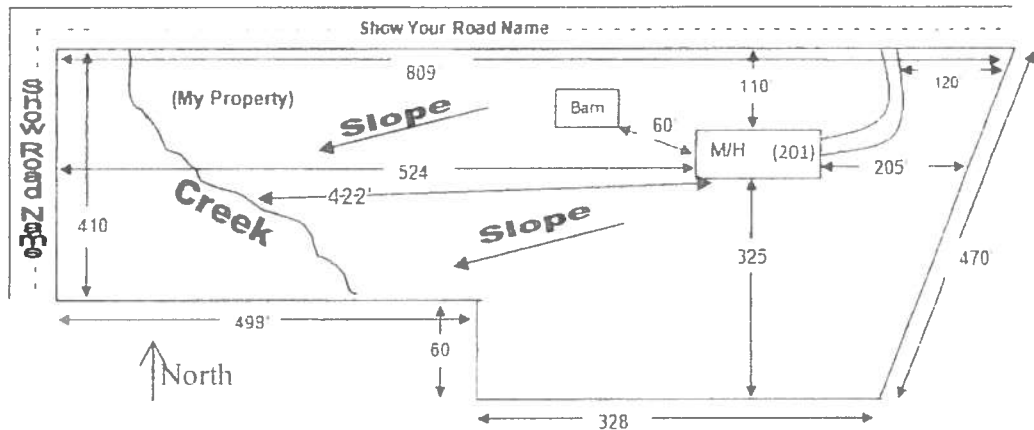 Show Your Road Name
Show Road Name
809
110'
120'
(My Property)
Slope
Barn
60'
M/H (201)
524
205'
422'
Creek
410
Slope
325
470'
60
North
328